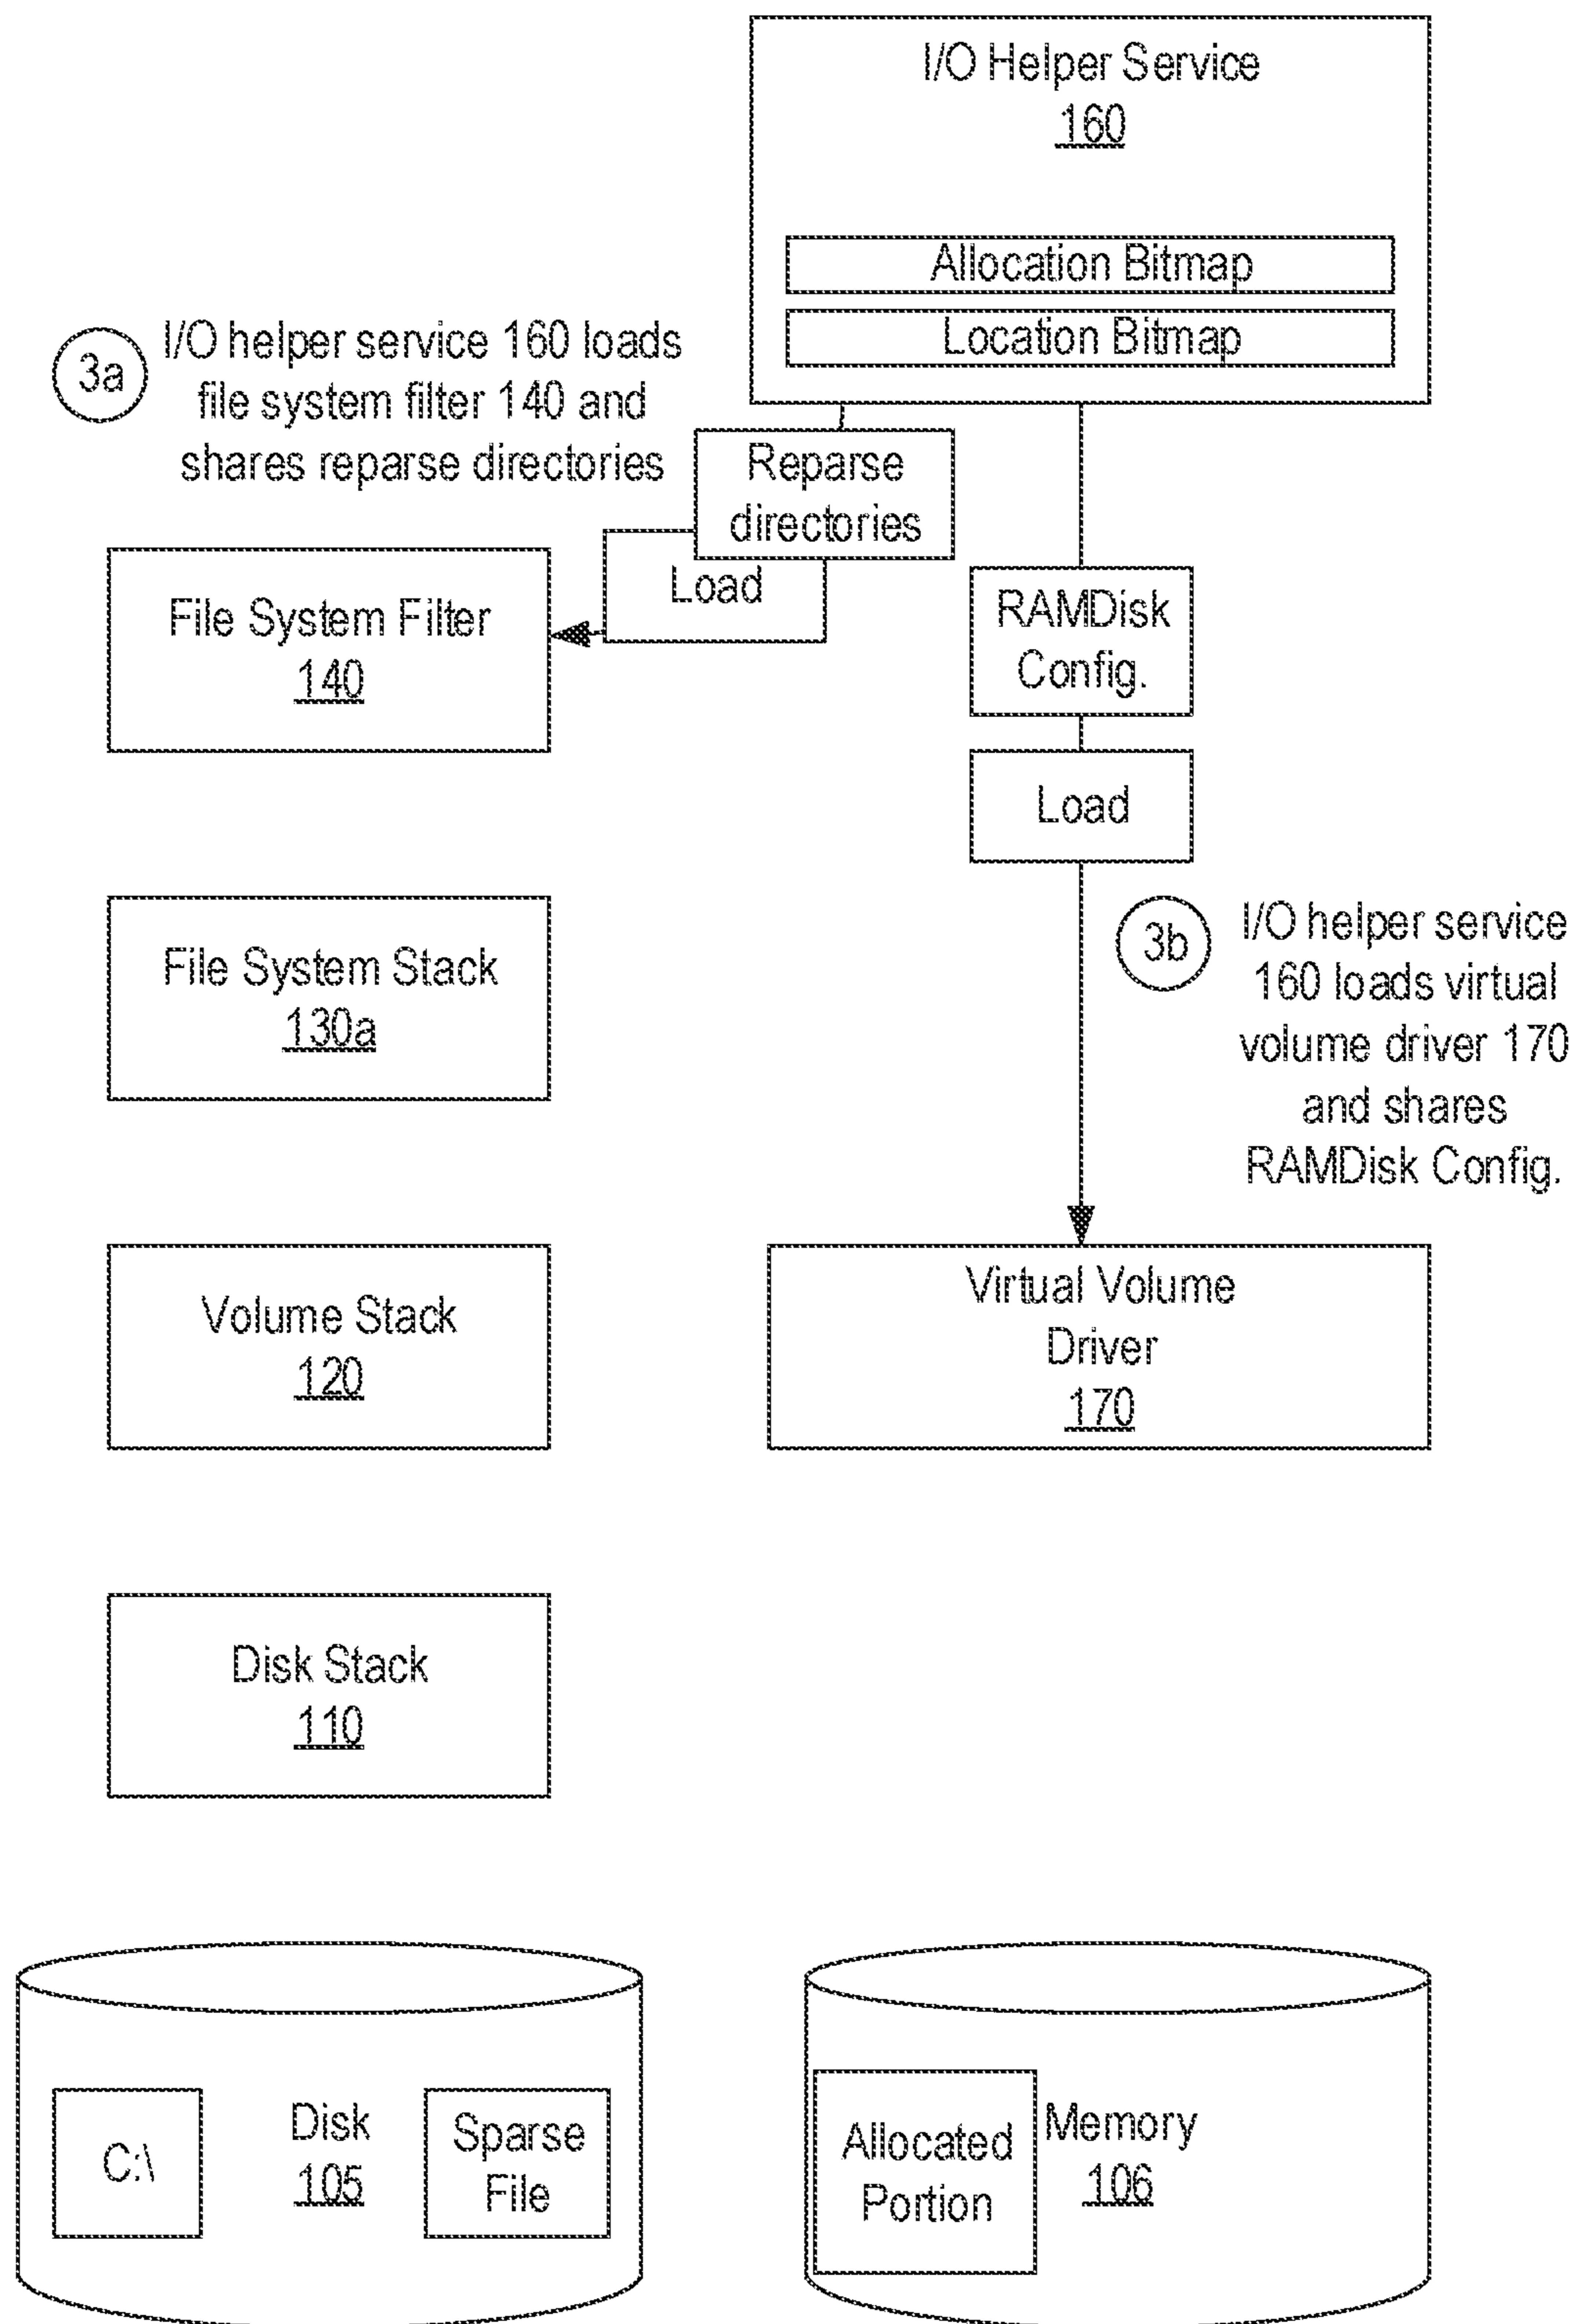 I/O Helper Service
160
Allocation Bitmap
Location Bitmap
3a
I/O helper service 160 loads
file system filter 140 and
shares reparse directories
Reparse
directories
Load
File System Filter
140
RAMDisk
Config.
Load
File System Stack
130a
3b
I/O helper service
160 loads virtual
volume driver 170
and shares
RAMDisk Config.
Volume Stack
120
Virtual Volume
Driver
170
Disk Stack
110
C:\
Disk
105
Sparse
File
Allocated
Portion
Memory
106